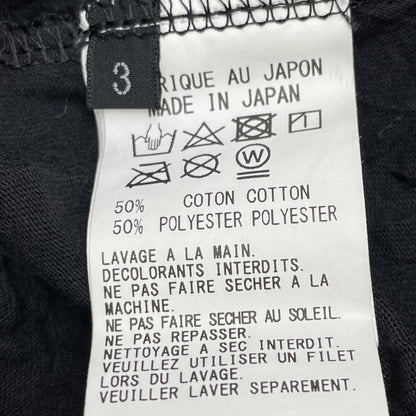 3
RIQUE AU JAPON
MADE IN JAPAN
W
50% COTON COTTON
50% POLYESTER POLYESTER
LAVAGE A LA MAIN.
DECOLORANTS INTERDITS.
NE PAS FAIRE SECHER A LA
MACHINE.
NE PAS FAIRE SECHER AU SOLEIL.
NE PAS REPASSER.
NETTOYAGE A SEC INTERDIT.
VEUILLEZ UTILISER UN FILET
LORS DU LAVAGE.
VEUILLER LAVER SEPAREMENT.